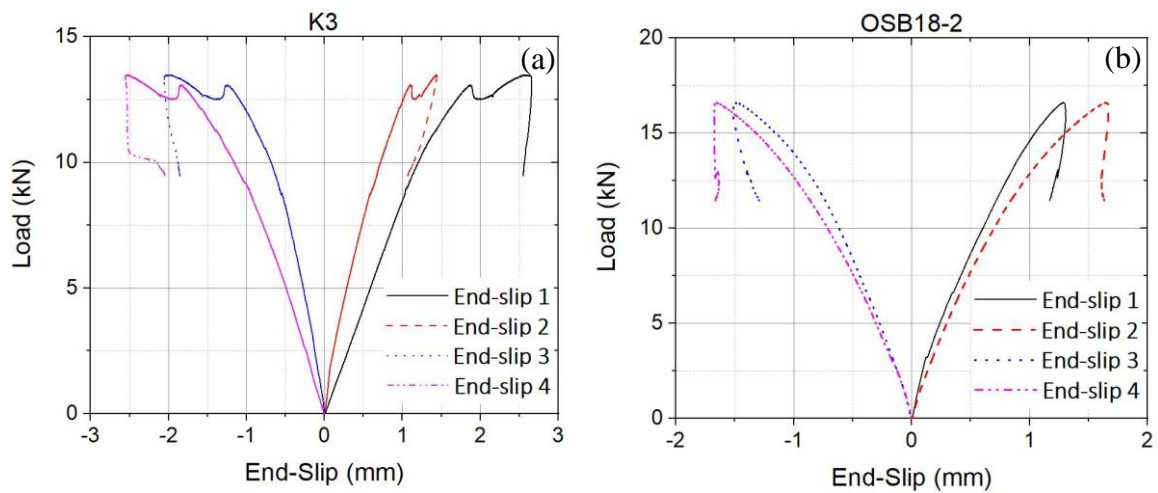 K3
(a)
15
10
5
0
Load (kN)
End-slip 1
End-slip 2
End-slip 3
End-slip 4
-3 -2 -1 0 1 2 3
End-Slip (mm)
OSB18-2
(b)
20
15
10
5
0
Load (kN)
End-slip 1
End-slip 2
End-slip 3
End-slip 4
-2 -1 0 1 2
End-Slip (mm)